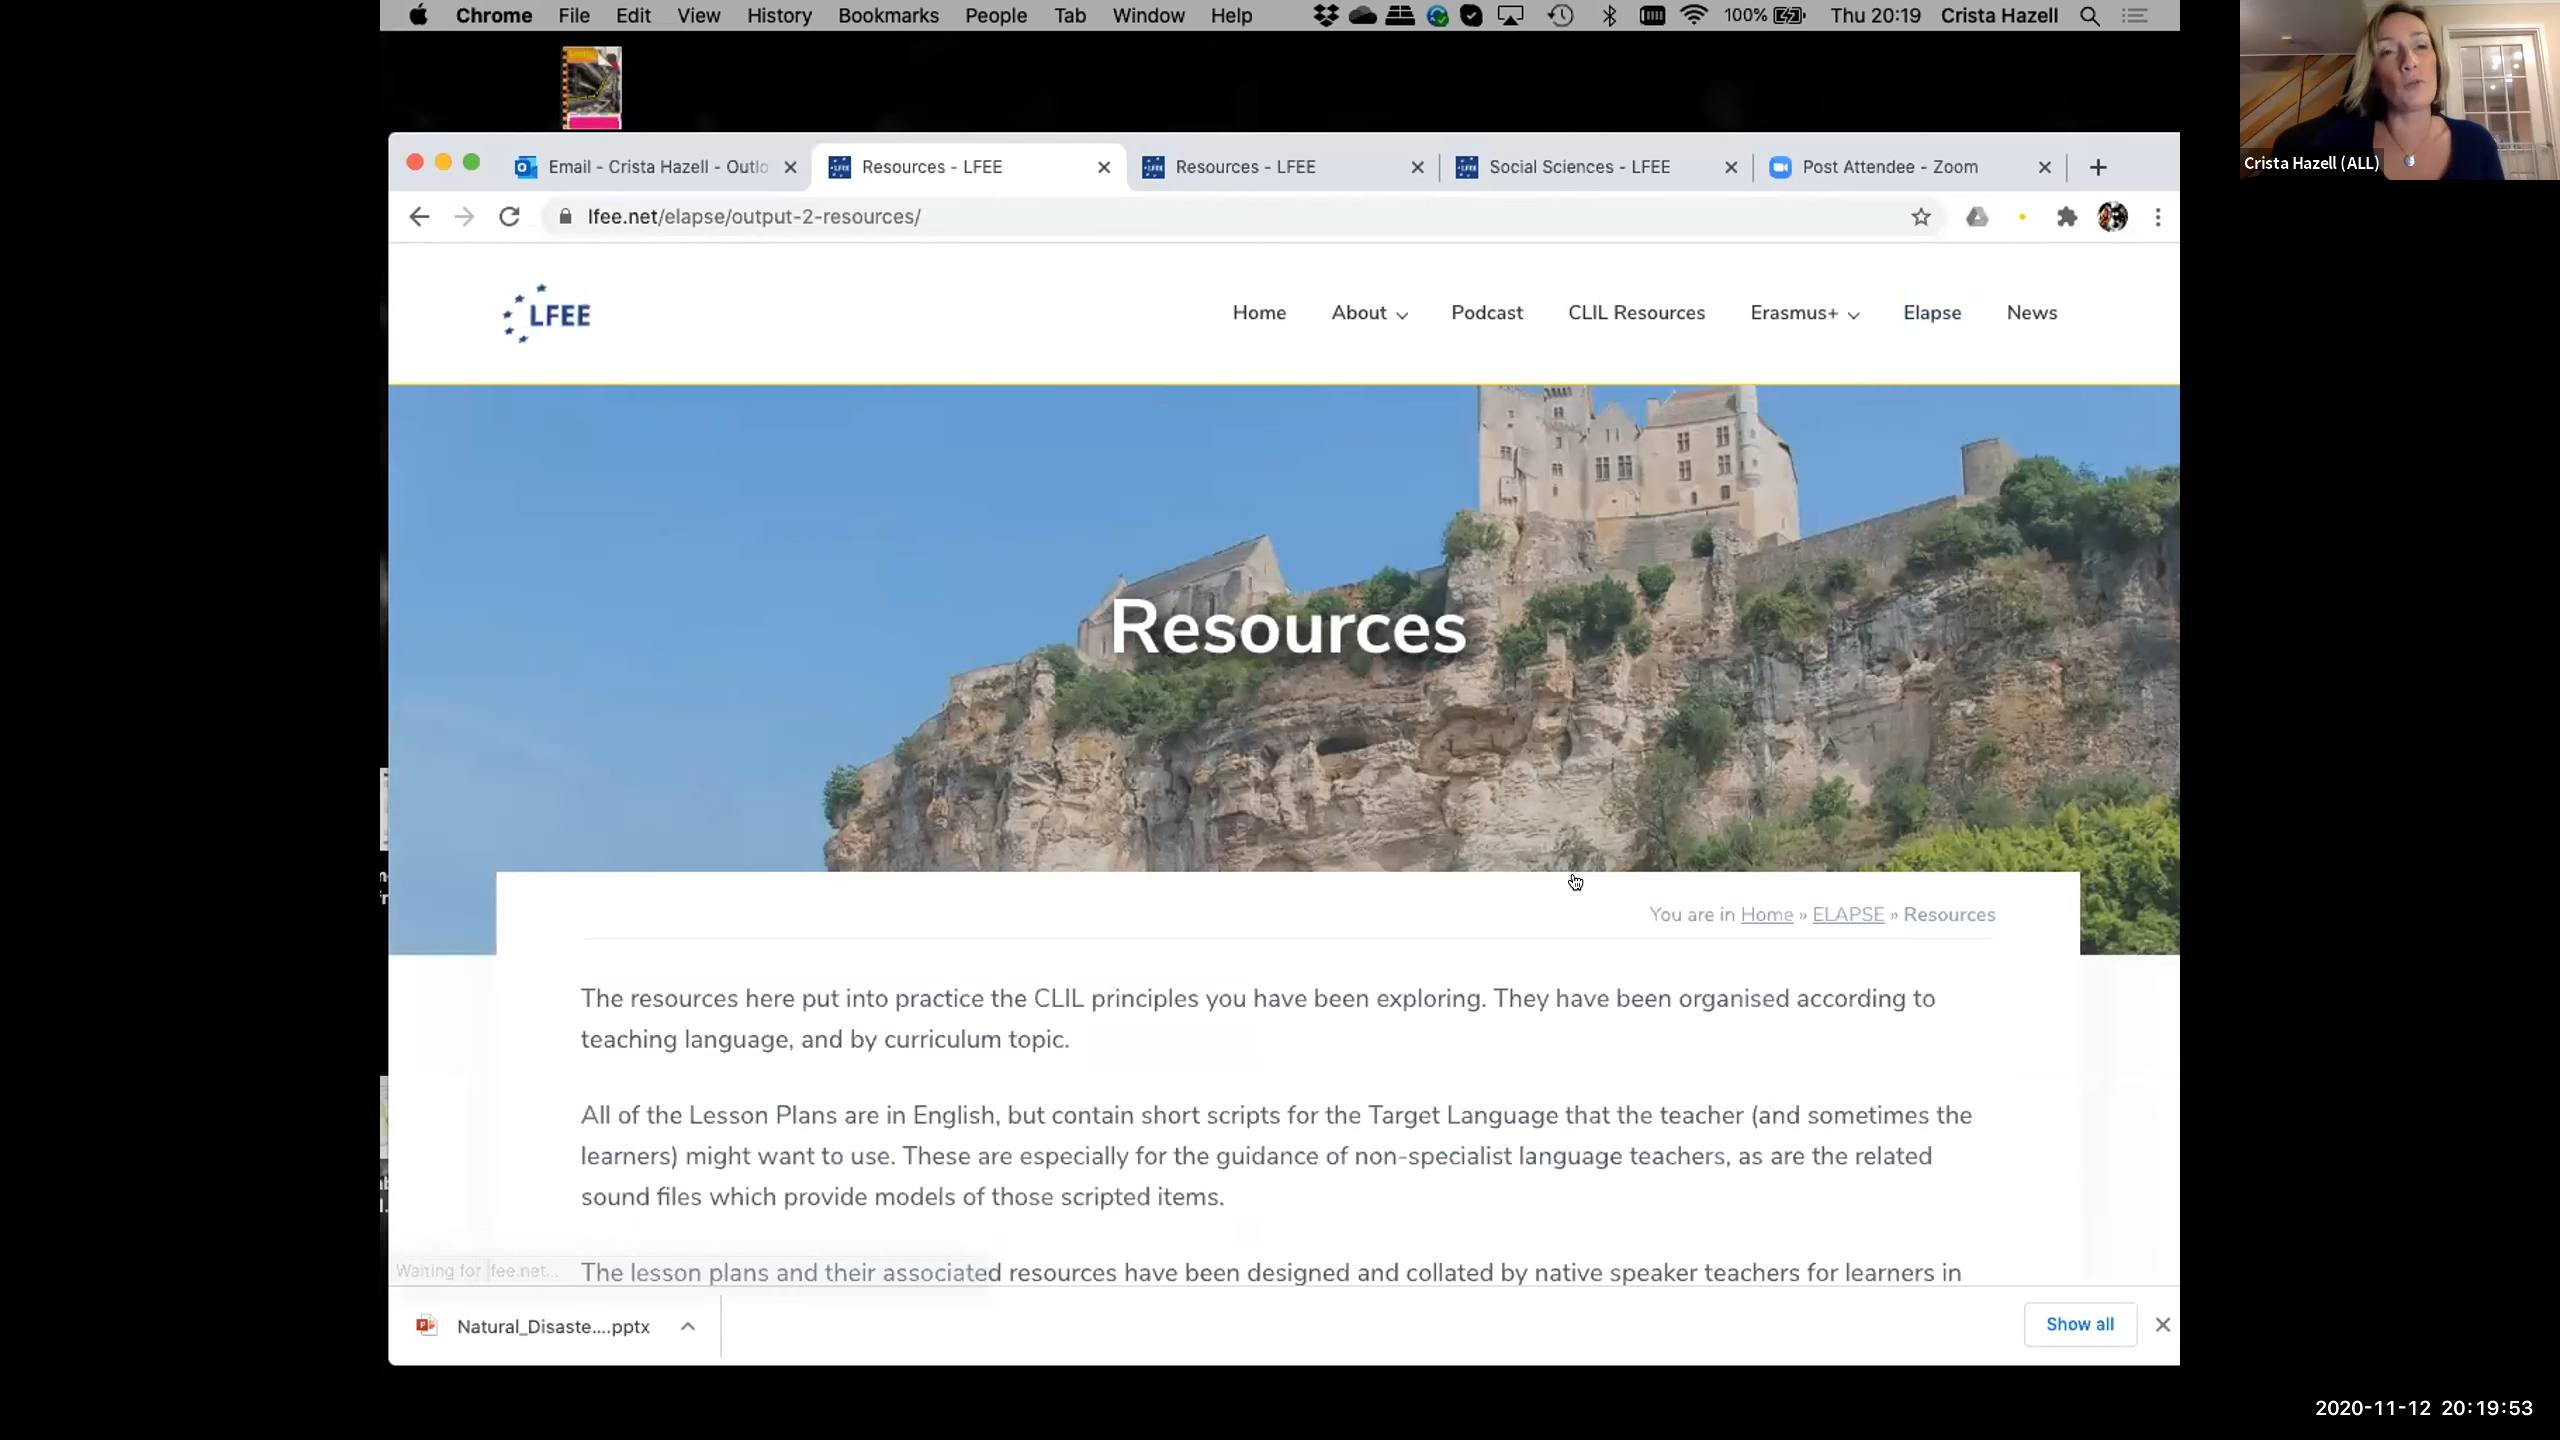 Chrome File Edit View History Bookmarks People Tab Window Help 100% Thu 20:19 Crista Hazell
Crista Hazell (ALL)
Email - Crista Hazell - Outlo Resources - LFEE Resources - LFEE Social Sciences - LFEE Post Attendee - Zoom
lfee.net/elapse/output-2-resources/
LFEE
Home About Podcast CLIL Resources Erasmus+ Elapse News
Resources
You are in Home » ELAPSE » Resources
The resources here put into practice the CLIL principles you have been exploring. They have been organised according to
teaching language, and by curriculum topic.
All of the Lesson Plans are in English, but contain short scripts for the Target Language that the teacher (and sometimes the
learners) might want to use. These are especially for the guidance of non-specialist language teachers, as are the related
sound files which provide models of those scripted items.
The lesson plans and their associated resources have been designed and collated by native speaker teachers for learners in
Waiting for lfee.net...
Natural_Disaste....pptx
Show all
2020-11-12 20:19:53